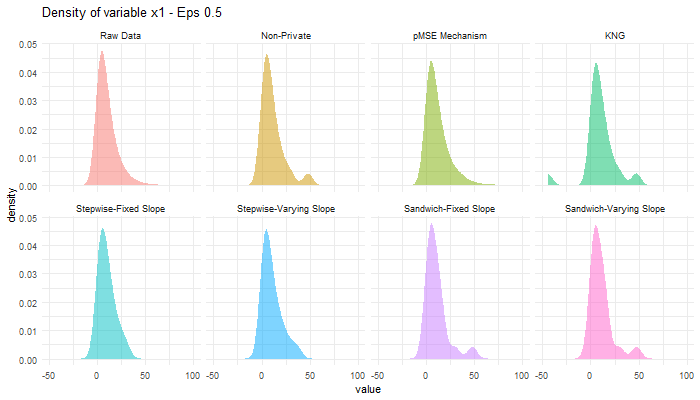 Density of variable x1 - Eps 0.5
Raw Data Non-Private pMSE Mechanism KNG
0.05
0.04
0.03
0.02
0.01
0.00
density
Stepwise-Fixed Slope Stepwise-Varying Slope Sandwich-Fixed Slope Sandwich-Varying Slope
0.05
0.04
0.03
0.02
0.01
0.00
-50 0 50 100 -50 0 50 100 -50 0 50 100 -50 0 50 100
value